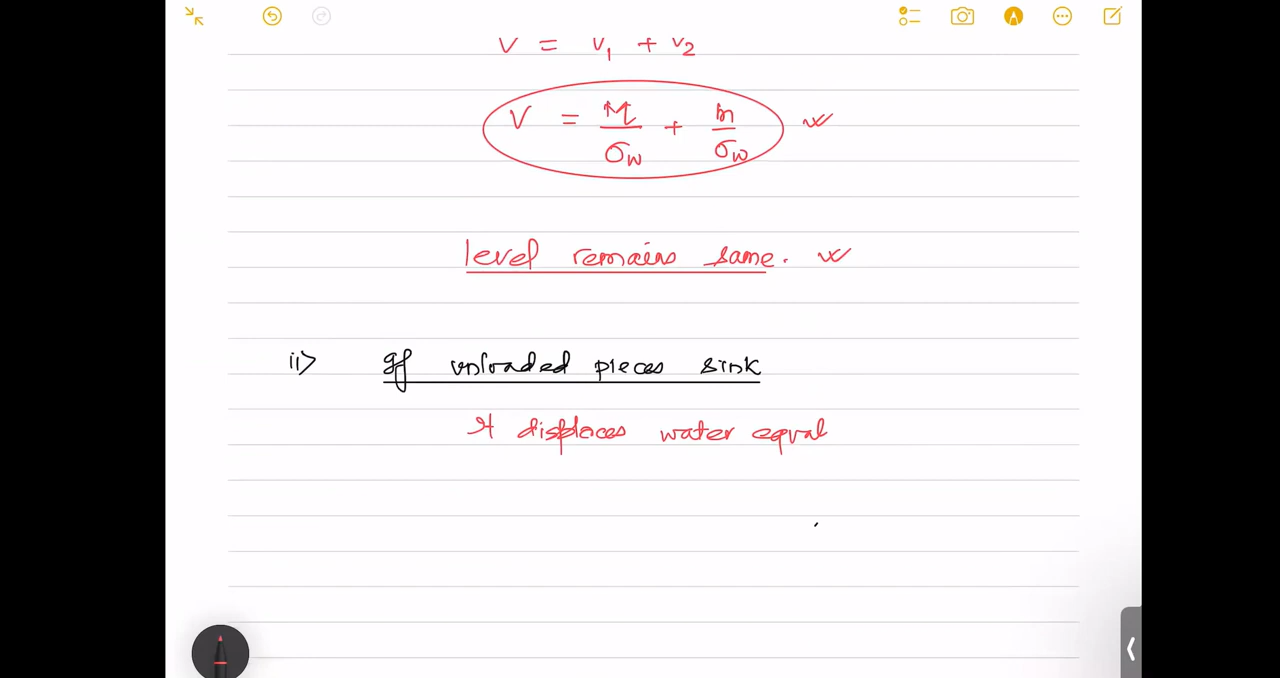 V = V₁ + V₂
V = M/σw + m/σw
level remains same.
ii> If unloaded pieces sink
It displaces water equal